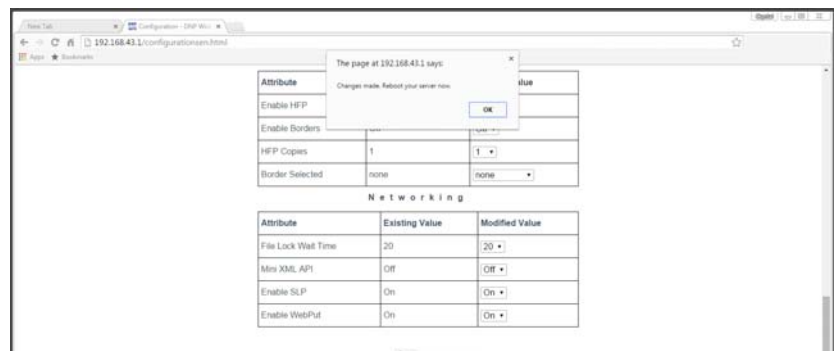 New Tab
Configuration - DNP Wire
192.168.43.1/configurationsen.html
Apps
Bookmarks
The page at 192.168.43.1 says:
Changes made. Reboot your server now.
OK
Attribute
Enable HFP
Enable Borders
HFP Copies 1 1
Border Selected none none
Networking
Attribute Existing Value Modified Value
File Lock Wait Time 20 20
Mini XML API Off Off
Enable SLP On On
Enable WebPut On On